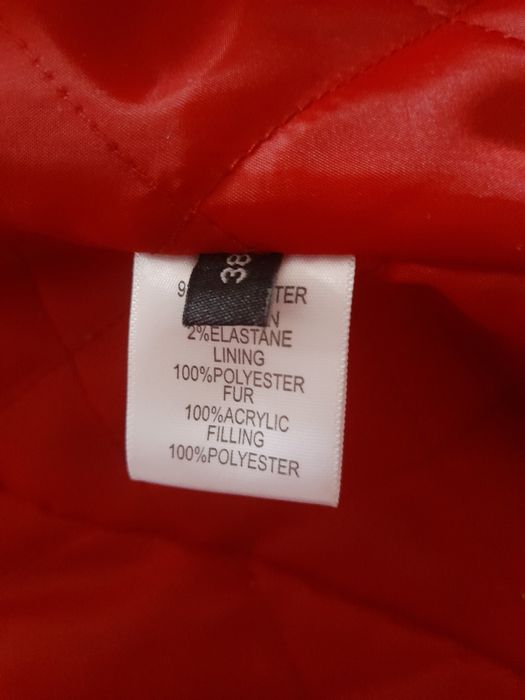 38
2%ELASTANE
LINING
100%POLYESTER
FUR
100%ACRYLIC
FILLING
100%POLYESTER